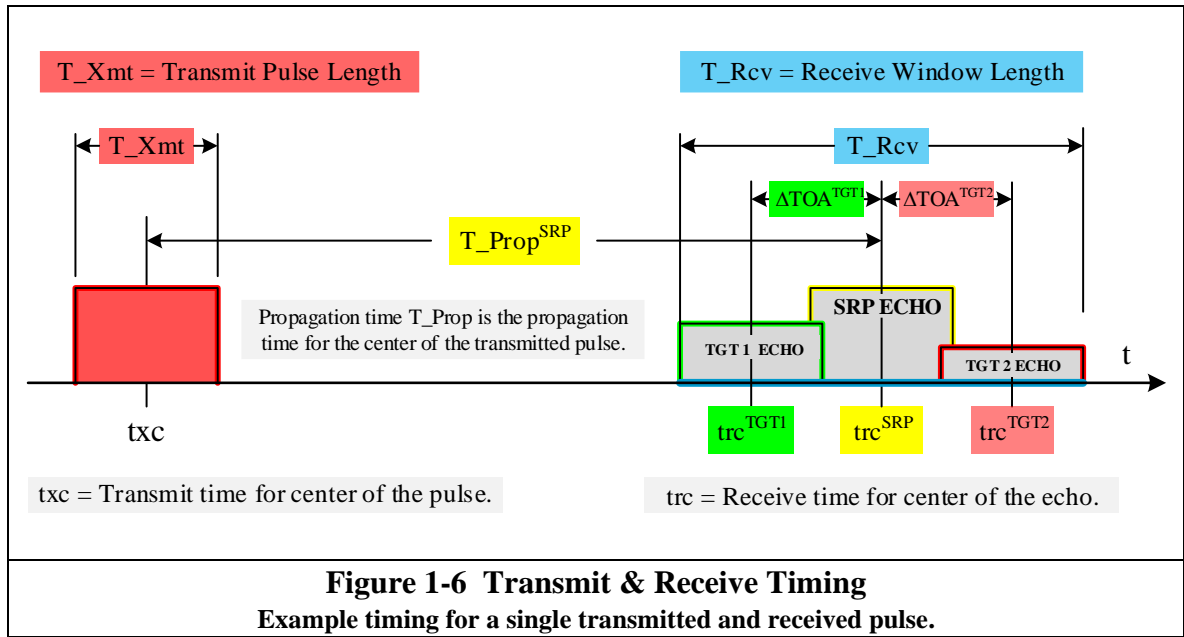 T_Xmt = Transmit Pulse Length
T_Rcv = Receive Window Length
T_Xmt
T_Rcv
ΔTOA^TGT1
ΔTOA^TGT2
T_Prop^SRP
Propagation time T_Prop is the propagation
time for the center of the transmitted pulse.
SRP ECHO
TGT 1 ECHO
TGT 2 ECHO
t
txc
trc^TGT1
trc^SRP
trc^TGT2
txc = Transmit time for center of the pulse.
trc = Receive time for center of the echo.
Figure 1-6 Transmit & Receive Timing
Example timing for a single transmitted and received pulse.